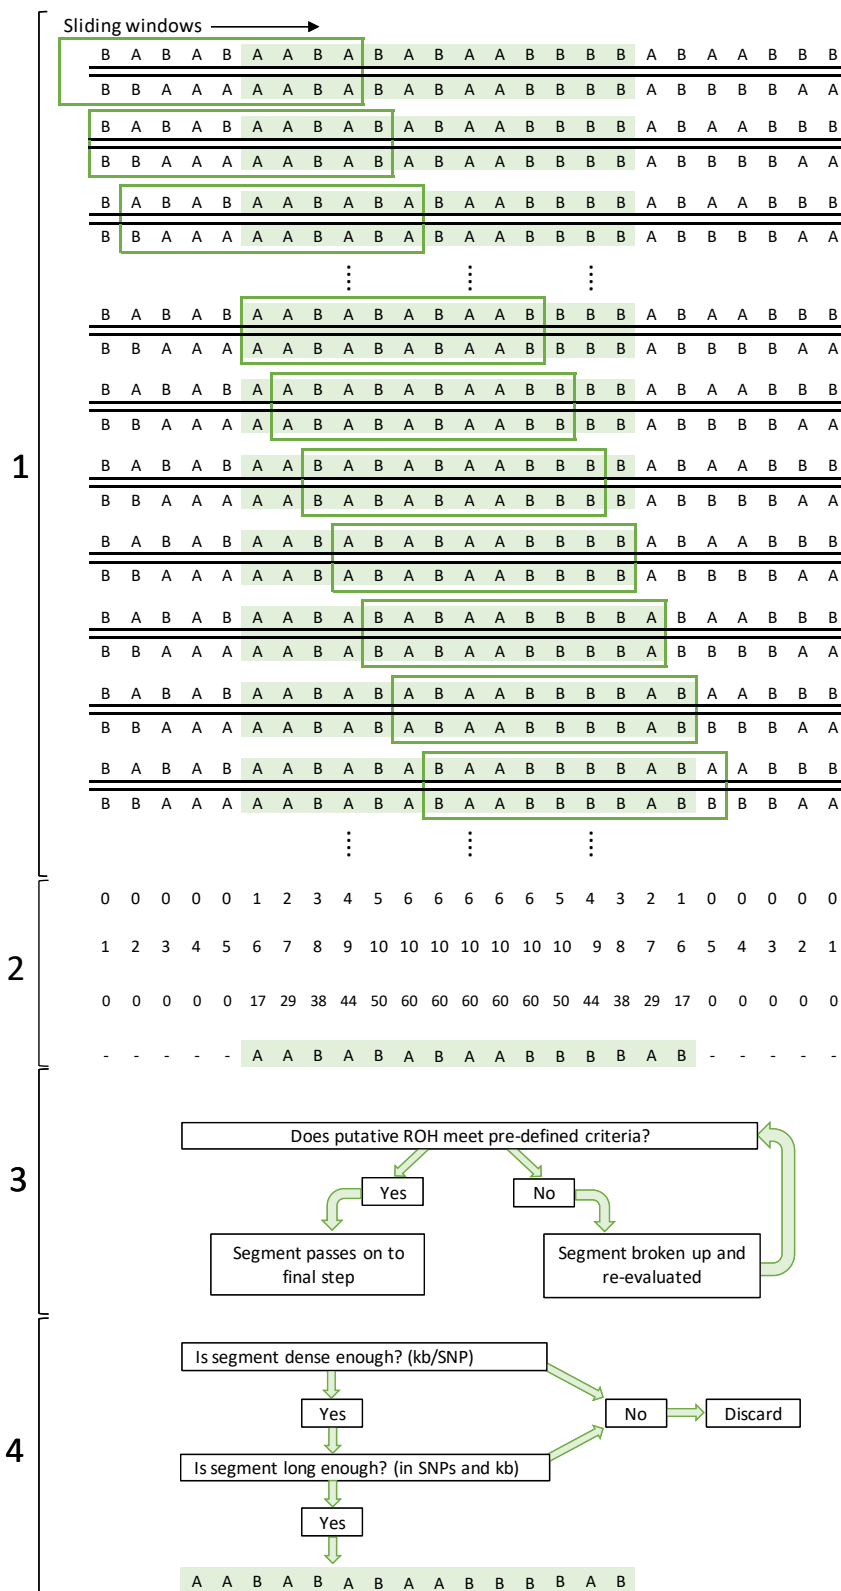 Sliding windows
B A B A B A A B A B A B A A B B B B A B A A B B B
B B A A A A A B A B A B A A B B B B A B B B B A A
B A B A B A A B A B A B A A B B B B A B A A B B B
B B A A A A A B A B A B A A B B B B A B B B B A A
B A B A B A A B A B A B A A B B B B A B A A B B B
B B A A A A A B A B A B A A B B B B A B B B B A A
B A B A B A A B A B A B A A B B B B A B A A B B B
B B A A A A A B A B A B A A B B B B A B B B B A A
B A B A B A A B A B A B A A B B B B A B A A B B B
B B A A A A A B A B A B A A B B B B A B B B B A A
1
B A B A B A A B A B A B A A B B B B A B A A B B B
B B A A A A A B A B A B A A B B B B A B B B B A A
B A B A B A A B A B A B A A B B B B A B A A B B B
B B A A A A A B A B A B A A B B B B A B B B B A A
B A B A B A A B A B A B A A B B B B A B A A B B B
B B A A A A A B A B A B A A B B B B A B B B B A A
B A B A B A A B A B A B A A B B B B A B A A B B B
B B A A A A A B A B A B A A B B B B A B B B B A A
B A B A B A A B A B A B A A B B B B A B A A B B B
B B A A A A A B A B A B A A B B B B A B B B B A A
0 0 0 0 0 1 2 3 4 5 6 6 6 6 6 5 4 3 2 1 0 0 0 0 0
1 2 3 4 5 6 7 8 9 10 10 10 10 10 10 10 9 8 7 6 5 4 3 2 1
2
0 0 0 0 0 17 29 38 44 50 60 60 60 60 60 50 44 38 29 17 0 0 0 0 0
- - - - - A A B A B A B A A B B B B A B - - - - -
Does putative ROH meet pre-defined criteria?
3
Yes
No
Segment passes on to
final step
Segment broken up and
re-evaluated
Is segment dense enough? (kb/SNP)
Yes
No
Discard
4
Is segment long enough? (in SNPs and kb)
Yes
A A B A B A B A A B B B B A B